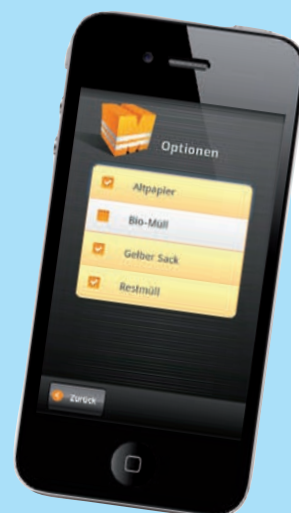 Optionen
Altpapier
Bio-Müll
Gelber Sack
Restmüll
Zurück